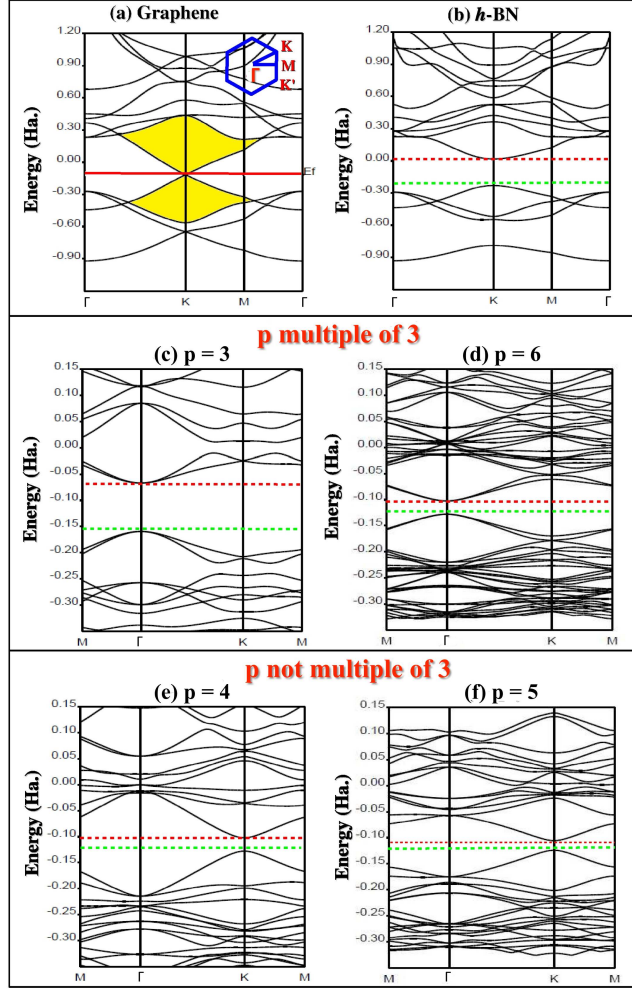 (a) Graphene
(b) h-BN
Energy (Ha.)
1.20
0.90
0.60
0.30
0.00
-0.30
-0.60
-0.90
K
M
Γ
K'
Ef
Γ K M Γ
Energy (Ha.)
1.20
0.90
0.60
0.30
0.00
-0.30
-0.60
-0.90
Γ K M Γ
p multiple of 3
(c) p = 3
(d) p = 6
Energy (Ha.)
0.15
0.10
0.05
0.00
-0.05
-0.10
-0.15
-0.20
-0.25
-0.30
M Γ K M
Energy (Ha.)
0.15
0.10
0.05
0.00
-0.05
-0.10
-0.15
-0.20
-0.25
-0.30
M Γ K M
p not multiple of 3
(e) p = 4
(f) p = 5
Energy (Ha.)
0.15
0.10
0.05
0.00
-0.05
-0.10
-0.15
-0.20
-0.25
-0.30
M Γ K M
Energy (Ha.)
0.15
0.10
0.05
0.00
-0.05
-0.10
-0.15
-0.20
-0.25
-0.30
M Γ K M